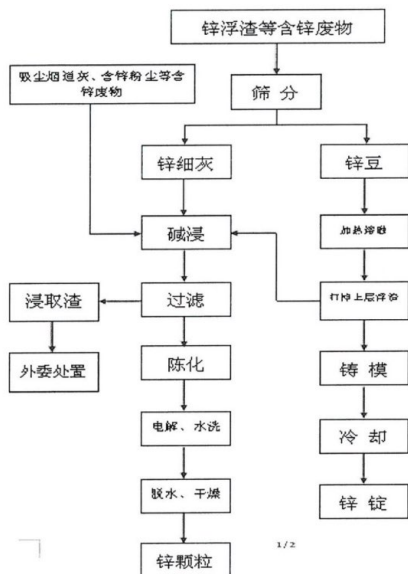 锌浮渣等含锌废物
吸尘烟道灰、含锌粉尘等含
锌废物
筛 分
锌细灰
锌豆
碱浸
加热熔融
浸取渣
过滤
打捞上层浮渣
外委处置
陈化
铸 模
电解、水洗
冷 却
脱水、干燥
锌 锭
1/2
锌颗粒